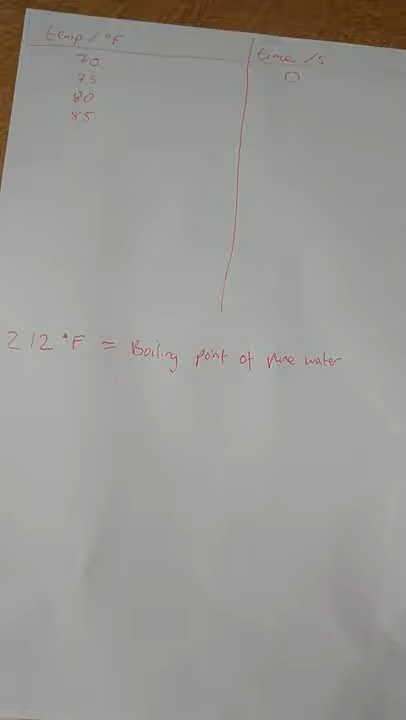 temp / °F time / s
70 0
75
80
85
212 °F = Boiling point of pure water